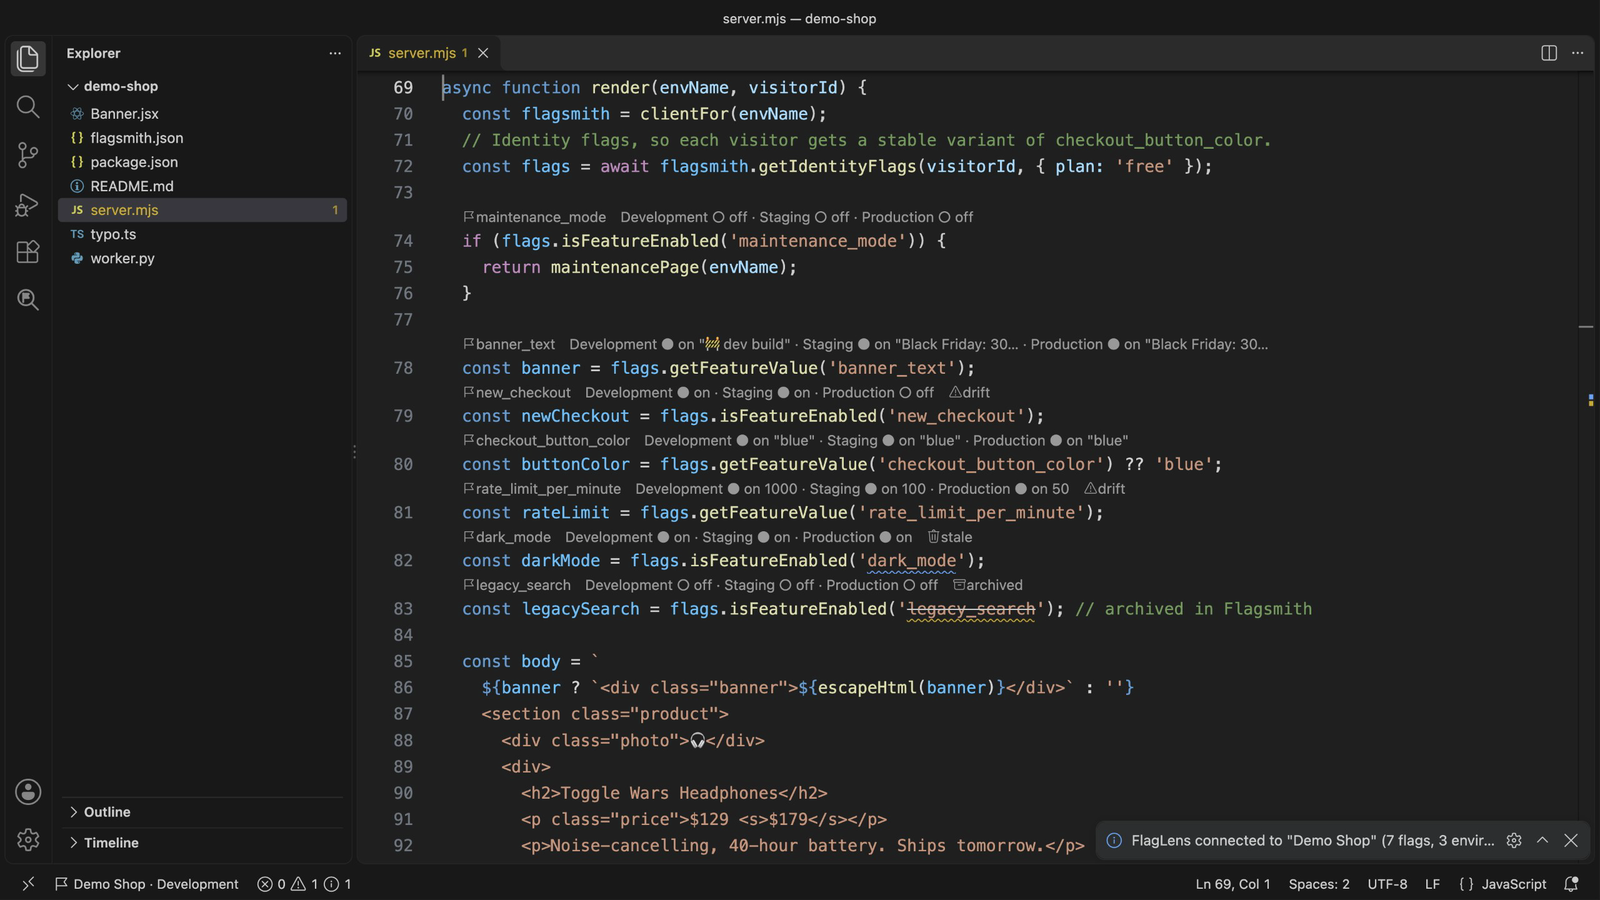 server.mjs — demo-shop
Explorer
demo-shop
Banner.jsx
{ } flagsmith.json
{ } package.json
README.md
JS server.mjs 1
TS typo.ts
worker.py
Outline
Timeline
JS server.mjs 1
69 async function render(envName, visitorId) {
70 const flagsmith = clientFor(envName);
71 // Identity flags, so each visitor gets a stable variant of checkout_button_color.
72 const flags = await flagsmith.getIdentityFlags(visitorId, { plan: 'free' });
73
maintenance_mode Development ○ off · Staging ○ off · Production ○ off
74 if (flags.isFeatureEnabled('maintenance_mode')) {
75 return maintenancePage(envName);
76 }
77
banner_text Development ● on "🚧 dev build" · Staging ● on "Black Friday: 30… · Production ● on "Black Friday: 30…
78 const banner = flags.getFeatureValue('banner_text');
new_checkout Development ● on · Staging ● on · Production ○ off ⚠drift
79 const newCheckout = flags.isFeatureEnabled('new_checkout');
checkout_button_color Development ● on "blue" · Staging ● on "blue" · Production ● on "blue"
80 const buttonColor = flags.getFeatureValue('checkout_button_color') ?? 'blue';
rate_limit_per_minute Development ● on 1000 · Staging ● on 100 · Production ● on 50 ⚠drift
81 const rateLimit = flags.getFeatureValue('rate_limit_per_minute');
dark_mode Development ● on · Staging ● on · Production ● on stale
82 const darkMode = flags.isFeatureEnabled('dark_mode');
legacy_search Development ○ off · Staging ○ off · Production ○ off archived
83 const legacySearch = flags.isFeatureEnabled('legacy_search'); // archived in Flagsmith
84
85 const body = `
86 ${banner ? `<div class="banner">${escapeHtml(banner)}</div>` : ''}
87 <section class="product">
88 <div class="photo">🎧</div>
89 <div>
90 <h2>Toggle Wars Headphones</h2>
91 <p class="price">$129 <s>$179</s></p>
92 <p>Noise-cancelling, 40-hour battery. Ships tomorrow.</p>
FlagLens connected to "Demo Shop" (7 flags, 3 envir...
Demo Shop · Development 0 1 1
Ln 69, Col 1 Spaces: 2 UTF-8 LF { } JavaScript